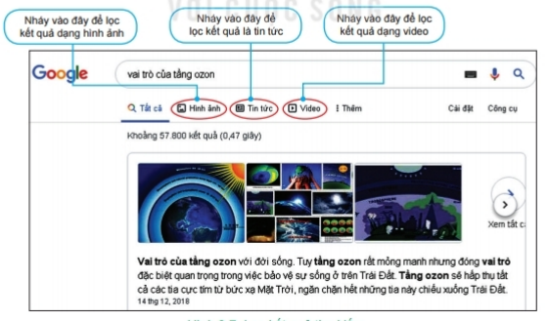 VỚI CUỘC SỐNG
Nháy vào đây để lọc
kết quả dạng hình ảnh
Nháy vào đây để
lọc kết quả là tin tức
Nháy vào đây để lọc
kết quả dạng video
Google
vai trò của tầng ozon
Tất cả
Hình ảnh
Tin tức
Video
Thêm
Cài đặt
Công cụ
Khoảng 57.800 kết quả (0,47 giây)
Xem tất c
Vai trò của tầng ozon với đời sống. Tuy tầng ozon rất mỏng manh nhưng đóng vai trò
đặc biệt quan trọng trong việc bảo vệ sự sống ở trên Trái Đất. Tầng ozon sẽ hấp thụ tất
cả các tia cực tím từ bức xạ Mặt Trời, ngăn chặn hết những tia này chiếu xuống Trái Đất.
14 thg 12, 2018